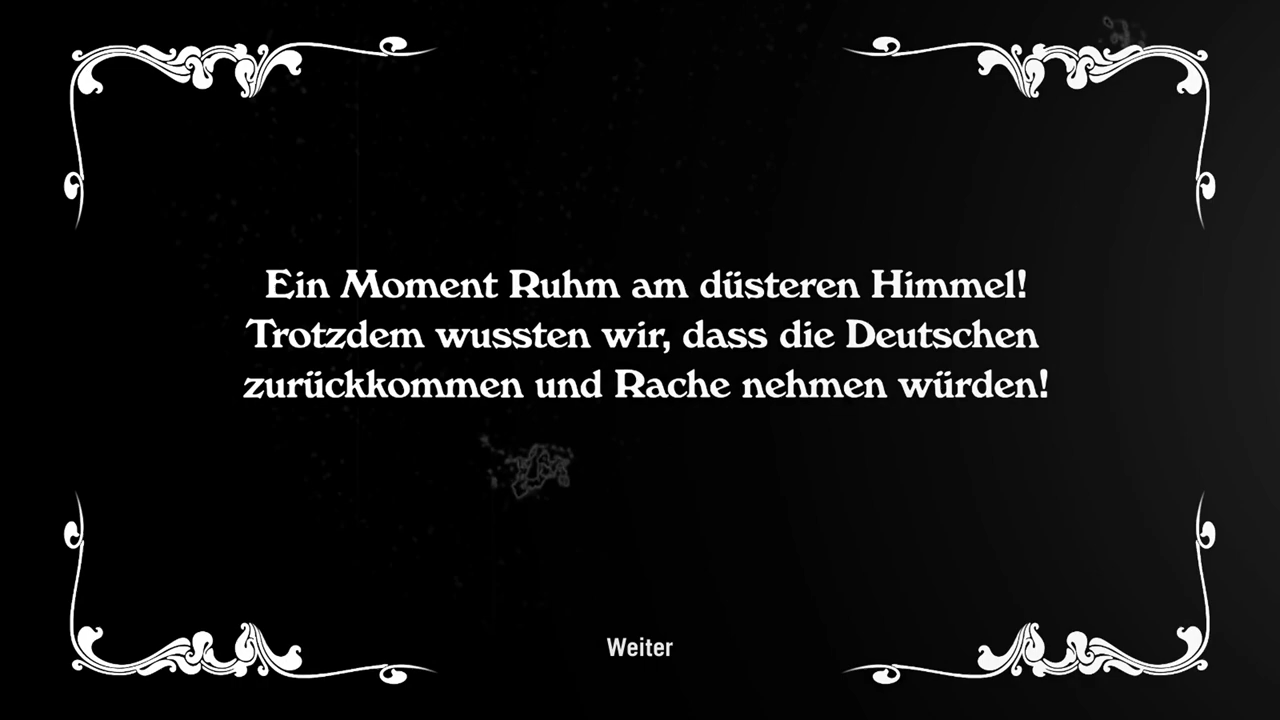 Ein Moment Ruhm am düsteren Himmel!
Trotzdem wussten wir, dass die Deutschen
zurückkommen und Rache nehmen würden!
Weiter